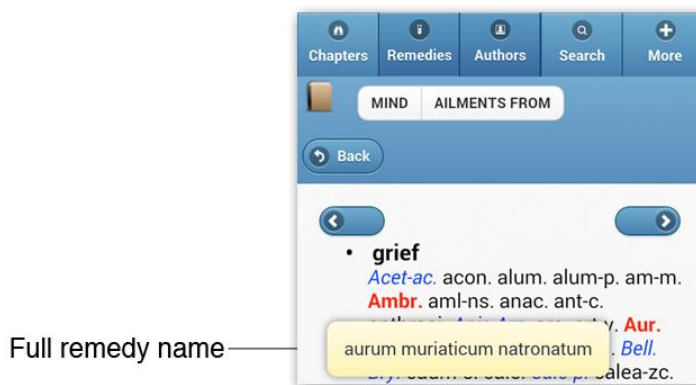 Chapters Remedies Authors Search More
MIND AILMENTS FROM
Back
• grief
Acet-ac. acon. alum. alum-p. am-m.
Ambr. aml-ns. anac. ant-c.
Aur.
Full remedy name
aurum muriaticum natronatum
Bell.
calea-zc.